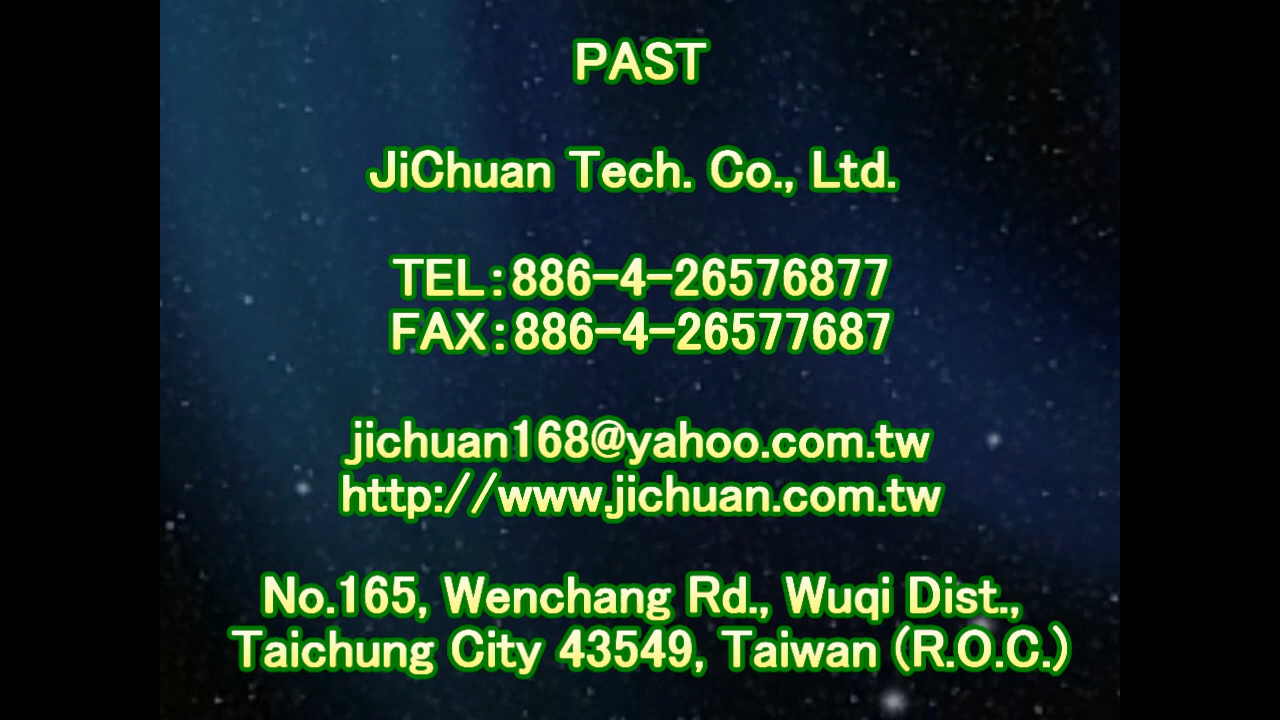 PAST
JiChuan Tech. Co., Ltd.
TEL:886-4-26576877
FAX:886-4-26577687
jichuan168@yahoo.com.tw
http://www.jichuan.com.tw
No.165, Wenchang Rd., Wuqi Dist.,
Taichung City 43549, Taiwan (R.O.C.)